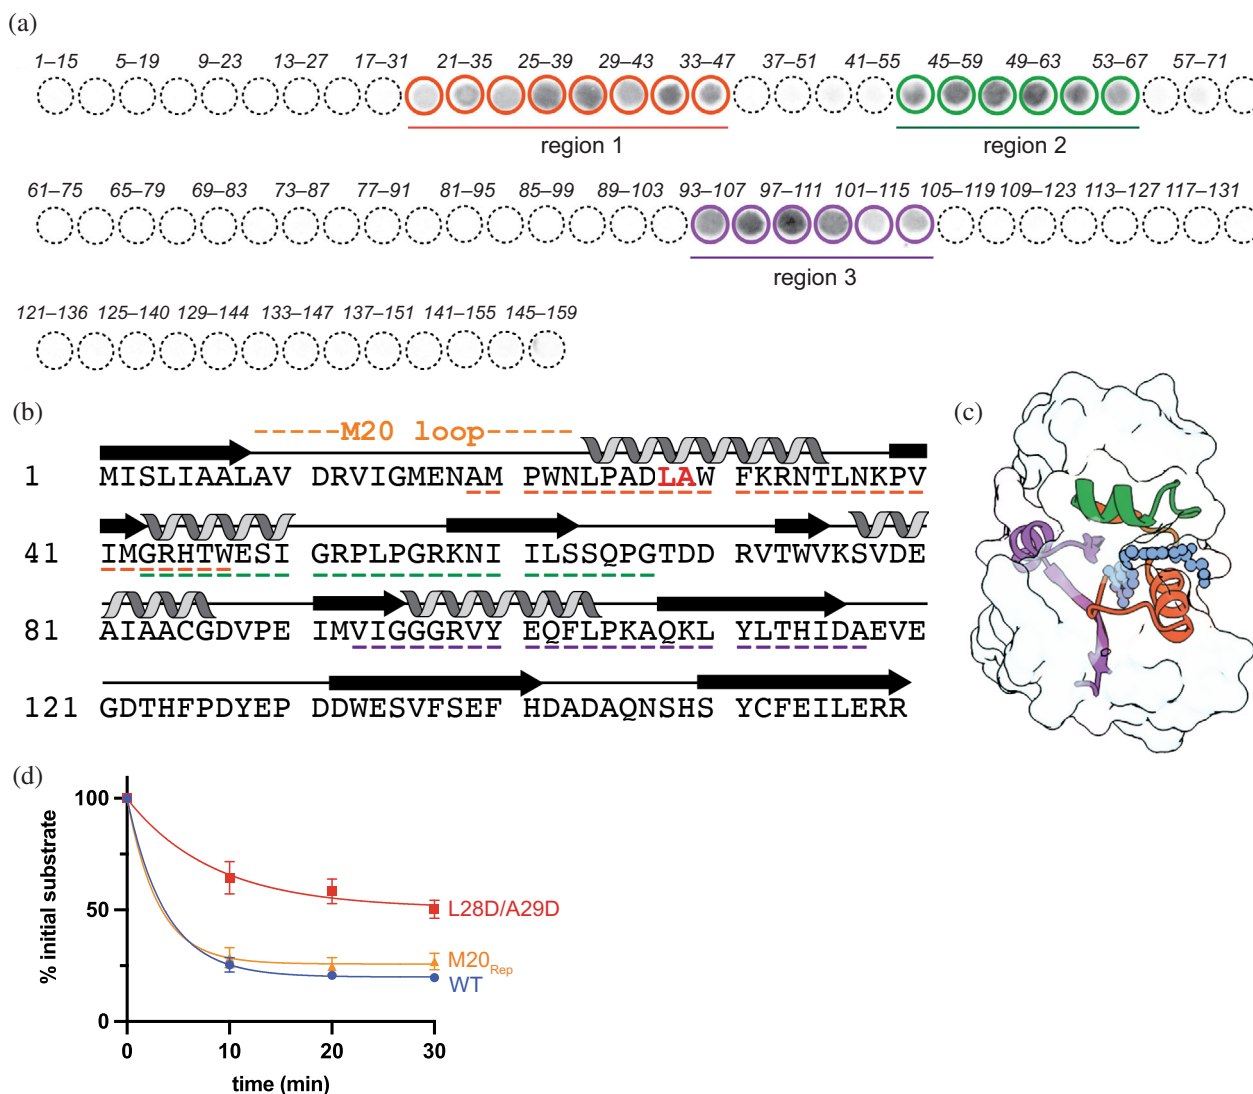 (a)
1–15 5–19 9–23 13–27 17–31 21–35 25–39 29–43 33–47 37–51 41–55 45–59 49–63 53–67 57–71
region 1 region 2
61–75 65–79 69–83 73–87 77–91 81–95 85–99 89–103 93–107 97–111 101–115 105–119 109–123 113–127 117–131
region 3
121–136 125–140 129–144 133–147 137–151 141–155 145–159
(b) (c)
M20 loop
1 MISLIAALAV DRVIGMENAM PWNLPADLAW FKRNTLNKPV
41 IMGRHTWESI GRPLPGRKNI ILSSQPGTDD RVTWVKSVDE
81 AIAACGDVPE IMVIGGGRVY EQFLPKAQKL YLTHIDAEVE
121 GDTHFPDYEP DDWESVFSEF HDADAQNSHS YCFEILERR
(d)
% initial substrate
100
50
0
L28D/A29D
M20Rep
WT
0 10 20 30
time (min)